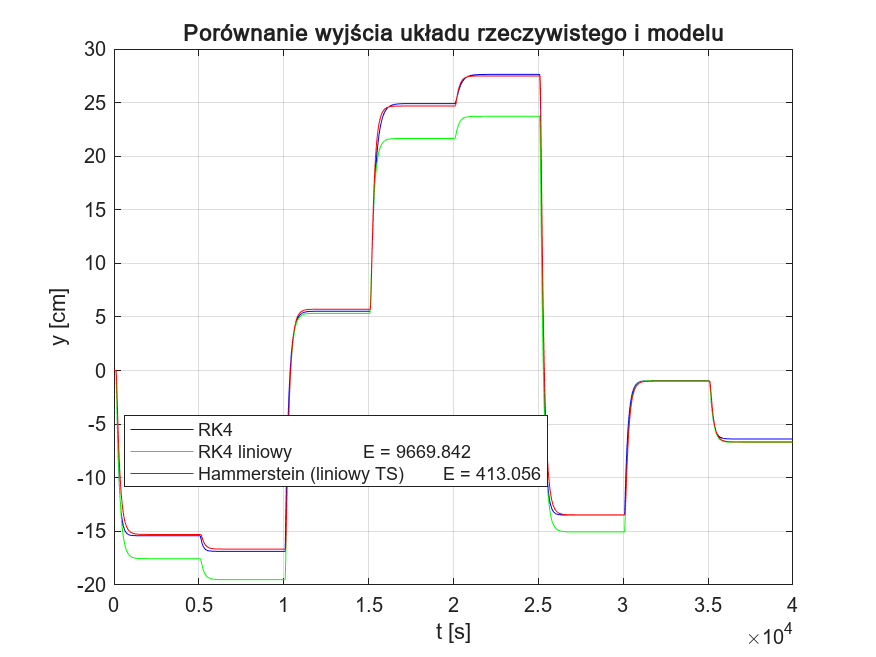 Porównanie wyjścia układu rzeczywistego i modelu
30
25
20
15
10
5
0
-5
-10
-15
-20
y [cm]
RK4
RK4 liniowy E = 9669.842
Hammerstein (liniowy TS) E = 413.056
0 0.5 1 1.5 2 2.5 3 3.5 4
t [s]
×10^4